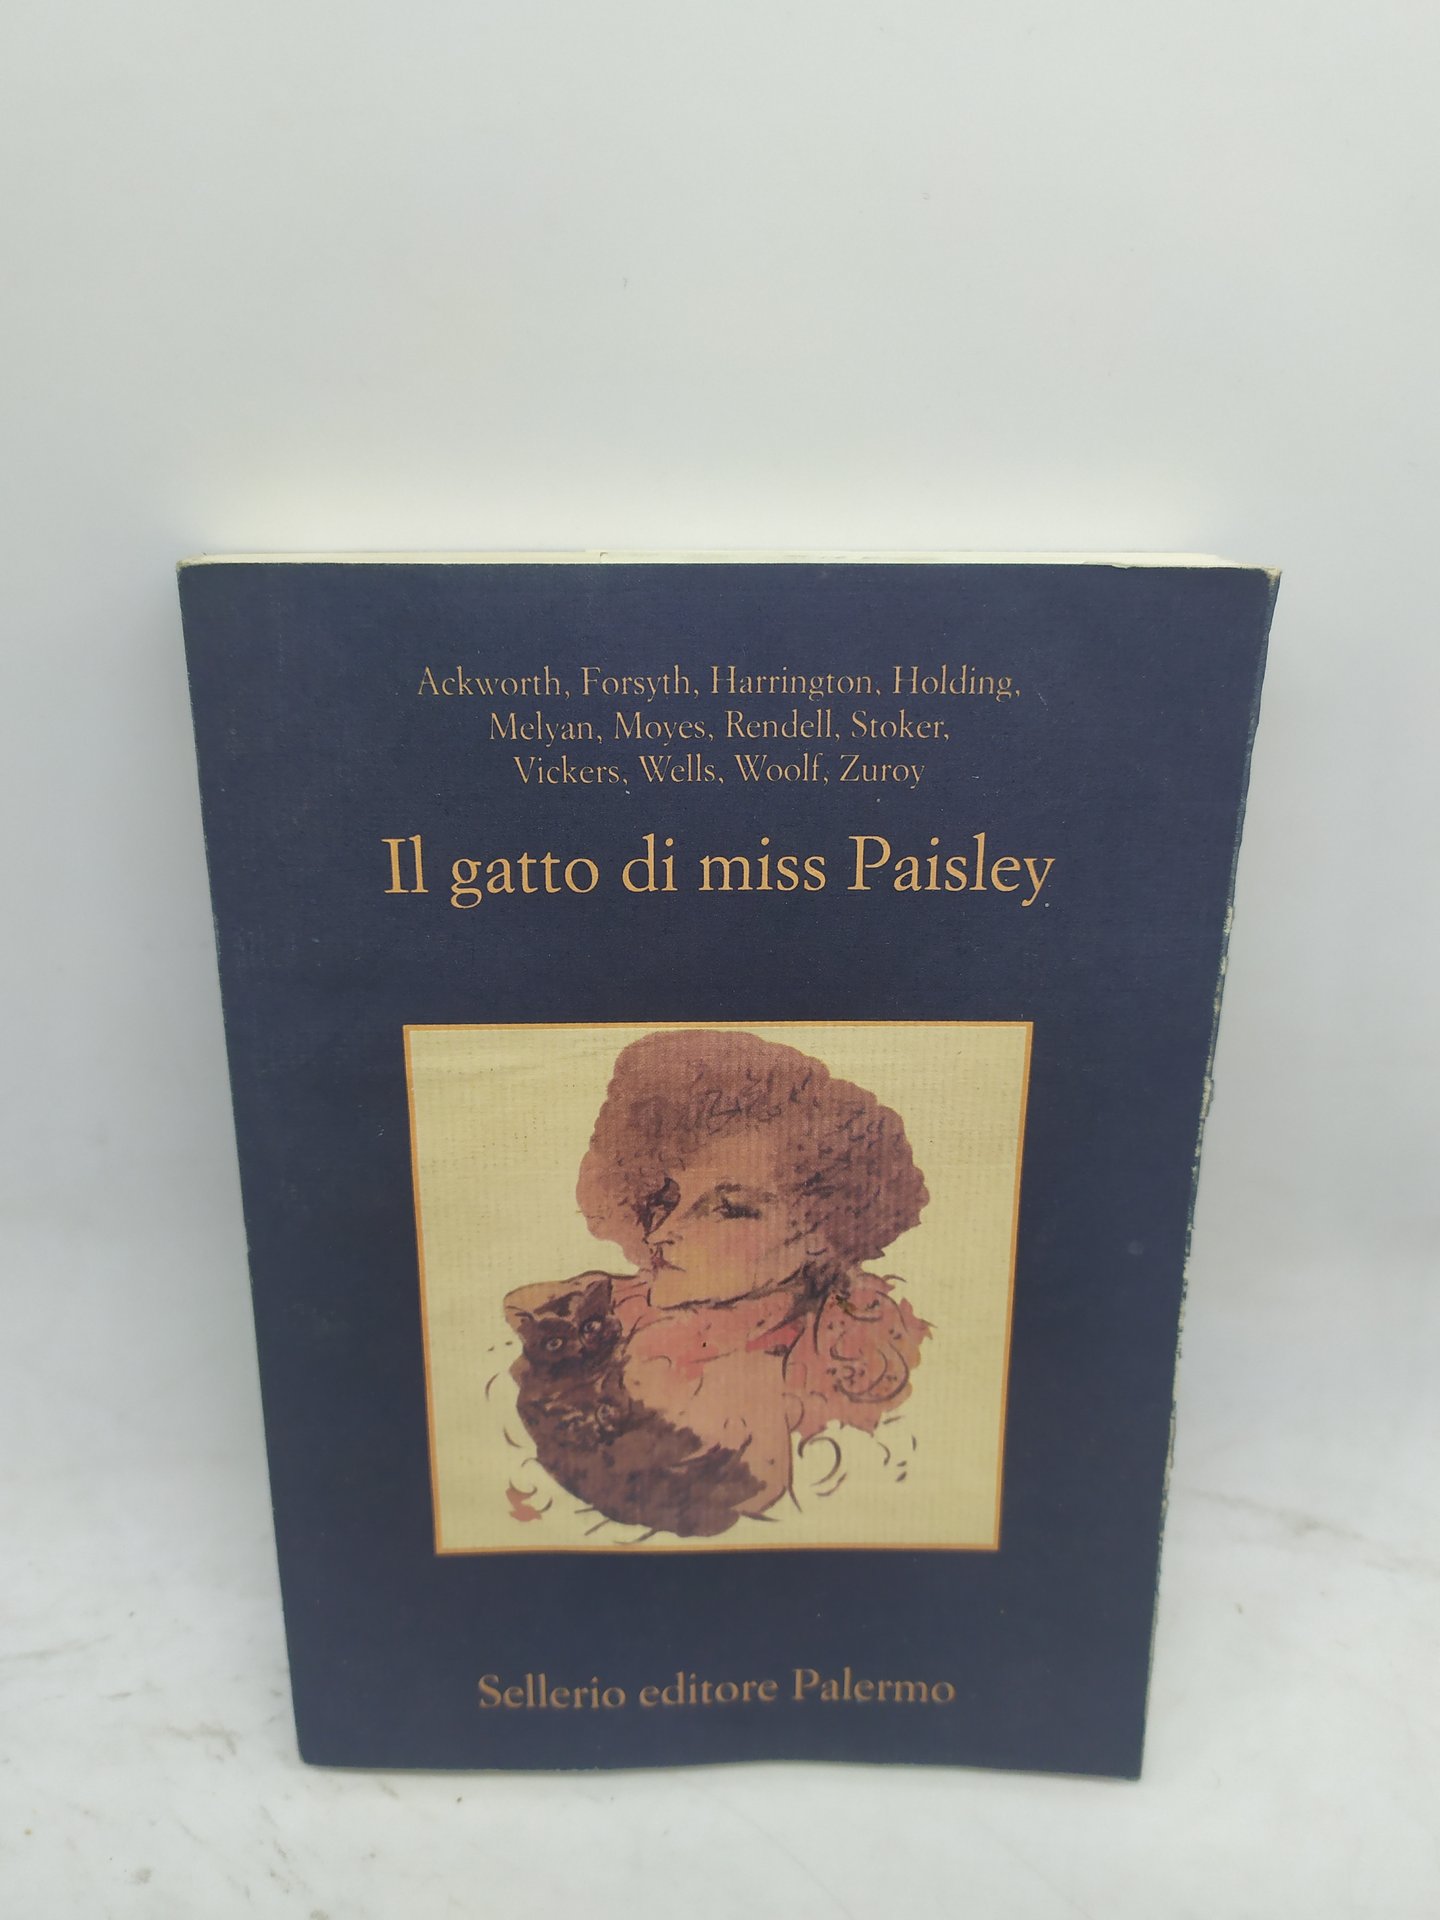 Ackworth, Forsyth, Harrington, Holding,
Melyan, Moyes, Rendell, Stoker,
Vickers, Wells, Woolf, Zuroy
Il gatto di miss Paisley
Sellerio editore Palermo